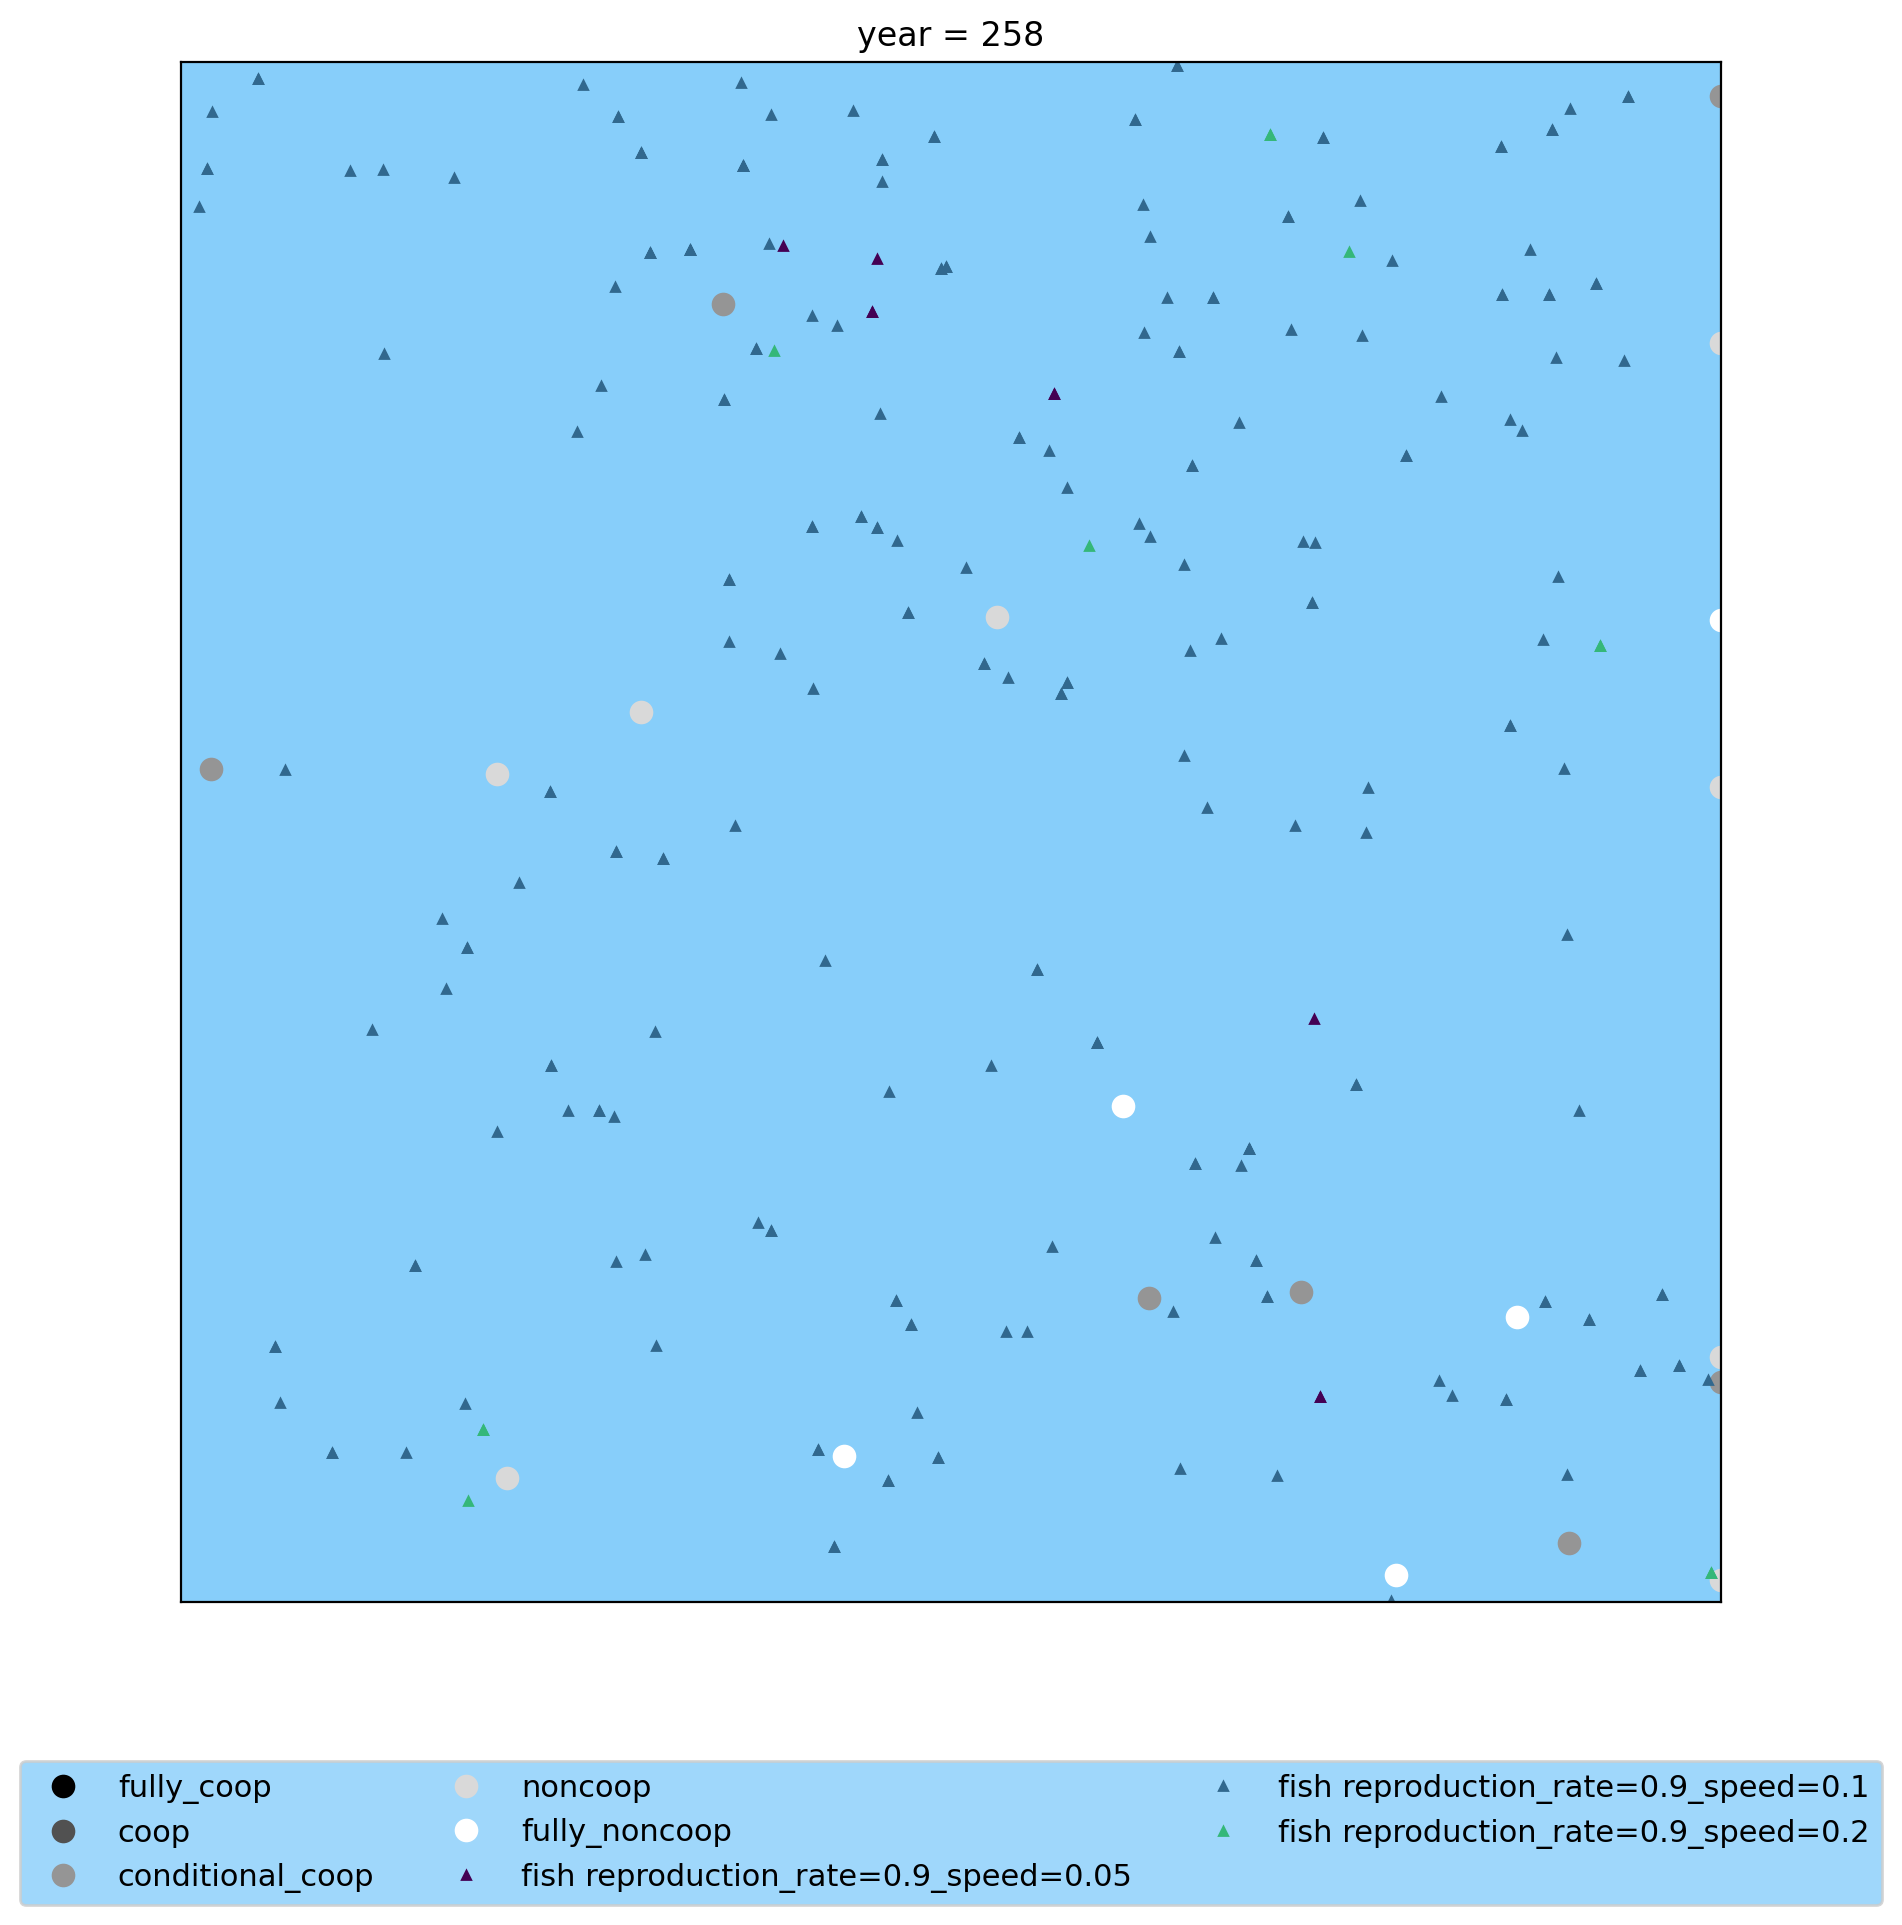 year = 258
fully_coop
coop
conditional_coop
noncoop
fully_noncoop
fish reproduction_rate=0.9_speed=0.05
fish reproduction_rate=0.9_speed=0.1
fish reproduction_rate=0.9_speed=0.2